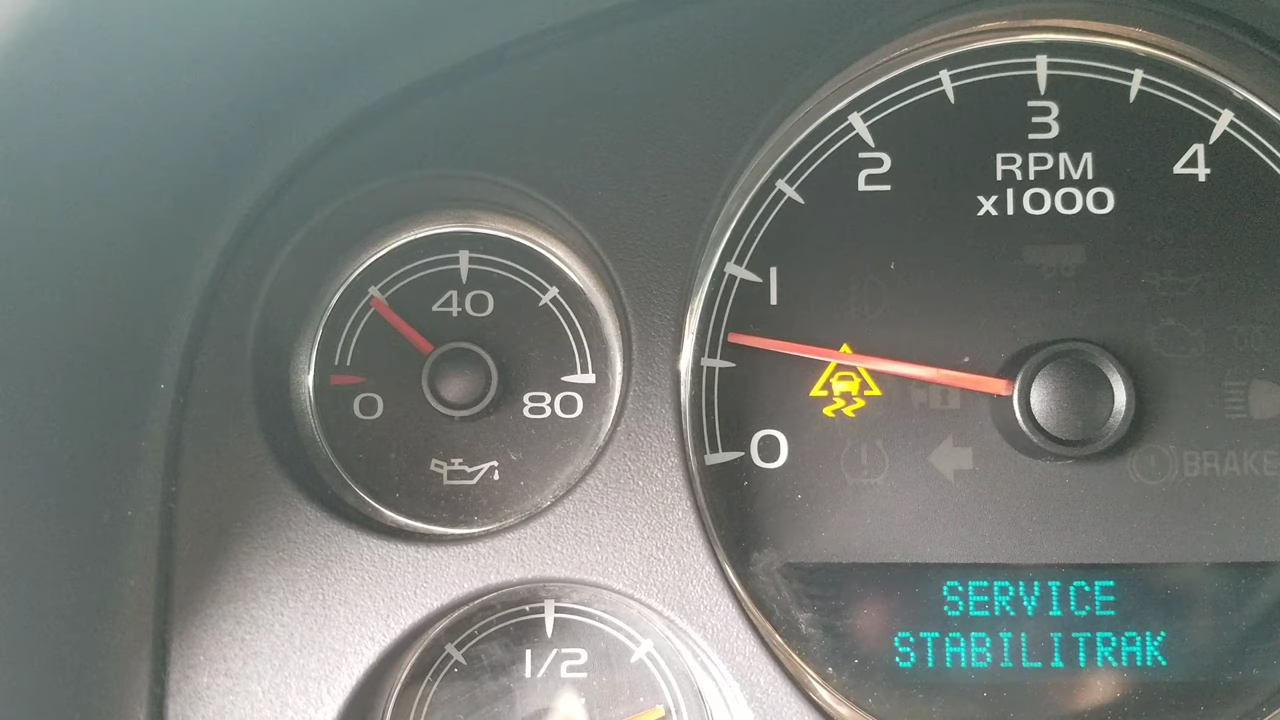 40
0
80
1/2
0
1
2
3
4
RPM
x1000
BRAKE
SERVICE
STABILITRAK